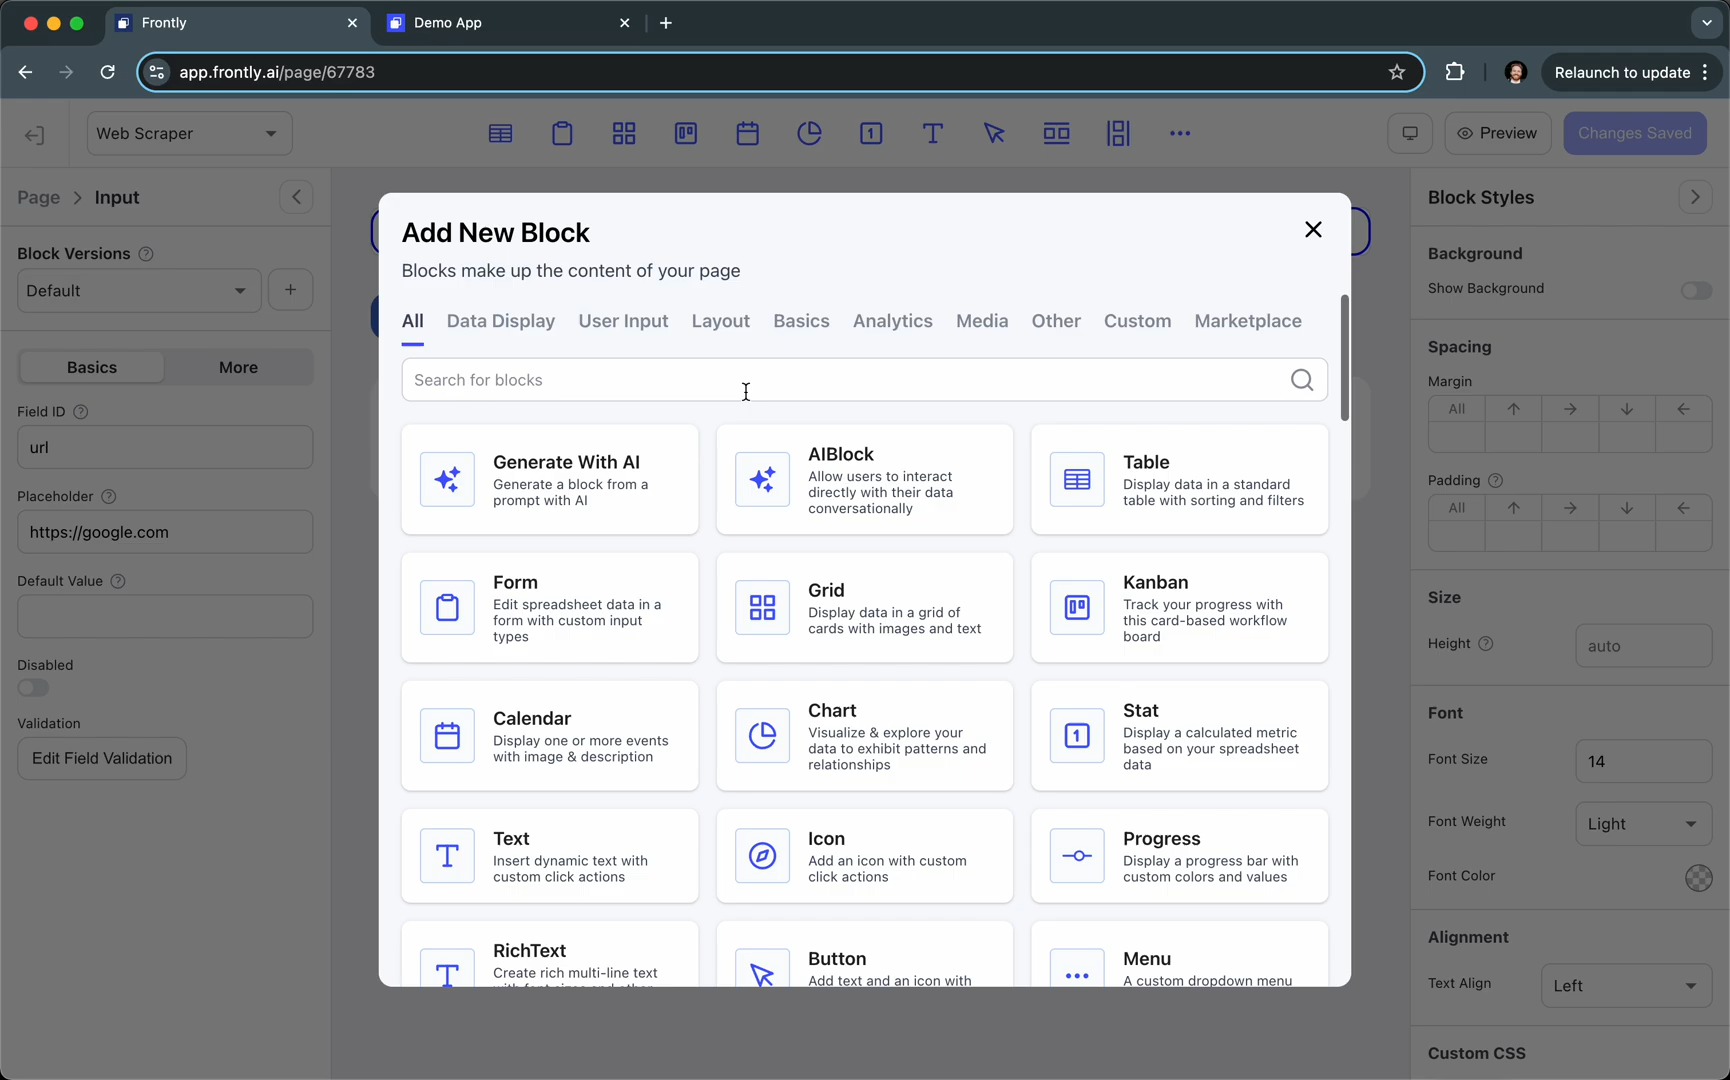 Frontly
Demo App
app.frontly.ai/page/67783
Relaunch to update
Web Scraper
Preview
Changes Saved
Page > Input
Block Versions
Default
Basics
More
Field ID
url
Placeholder
https://google.com
Default Value
Disabled
Validation
Edit Field Validation
Add New Block
Blocks make up the content of your page
All
Data Display
User Input
Layout
Basics
Analytics
Media
Other
Custom
Marketplace
Search for blocks
Generate With AI
Generate a block from a
prompt with AI
AIBlock
Allow users to interact
directly with their data
conversationally
Table
Display data in a standard
table with sorting and filters
Form
Edit spreadsheet data in a
form with custom input
types
Grid
Display data in a grid of
cards with images and text
Kanban
Track your progress with
this card-based workflow
board
Calendar
Display one or more events
with image & description
Chart
Visualize & explore your
data to exhibit patterns and
relationships
Stat
Display a calculated metric
based on your spreadsheet
data
Text
Insert dynamic text with
custom click actions
Icon
Add an icon with custom
click actions
Progress
Display a progress bar with
custom colors and values
RichText
Create rich multi-line text
Button
Add text and an icon with
Menu
A custom dropdown menu
Block Styles
Background
Show Background
Spacing
Margin
All
Padding
All
Size
Height
auto
Font
Font Size
14
Font Weight
Light
Font Color
Alignment
Text Align
Left
Custom CSS